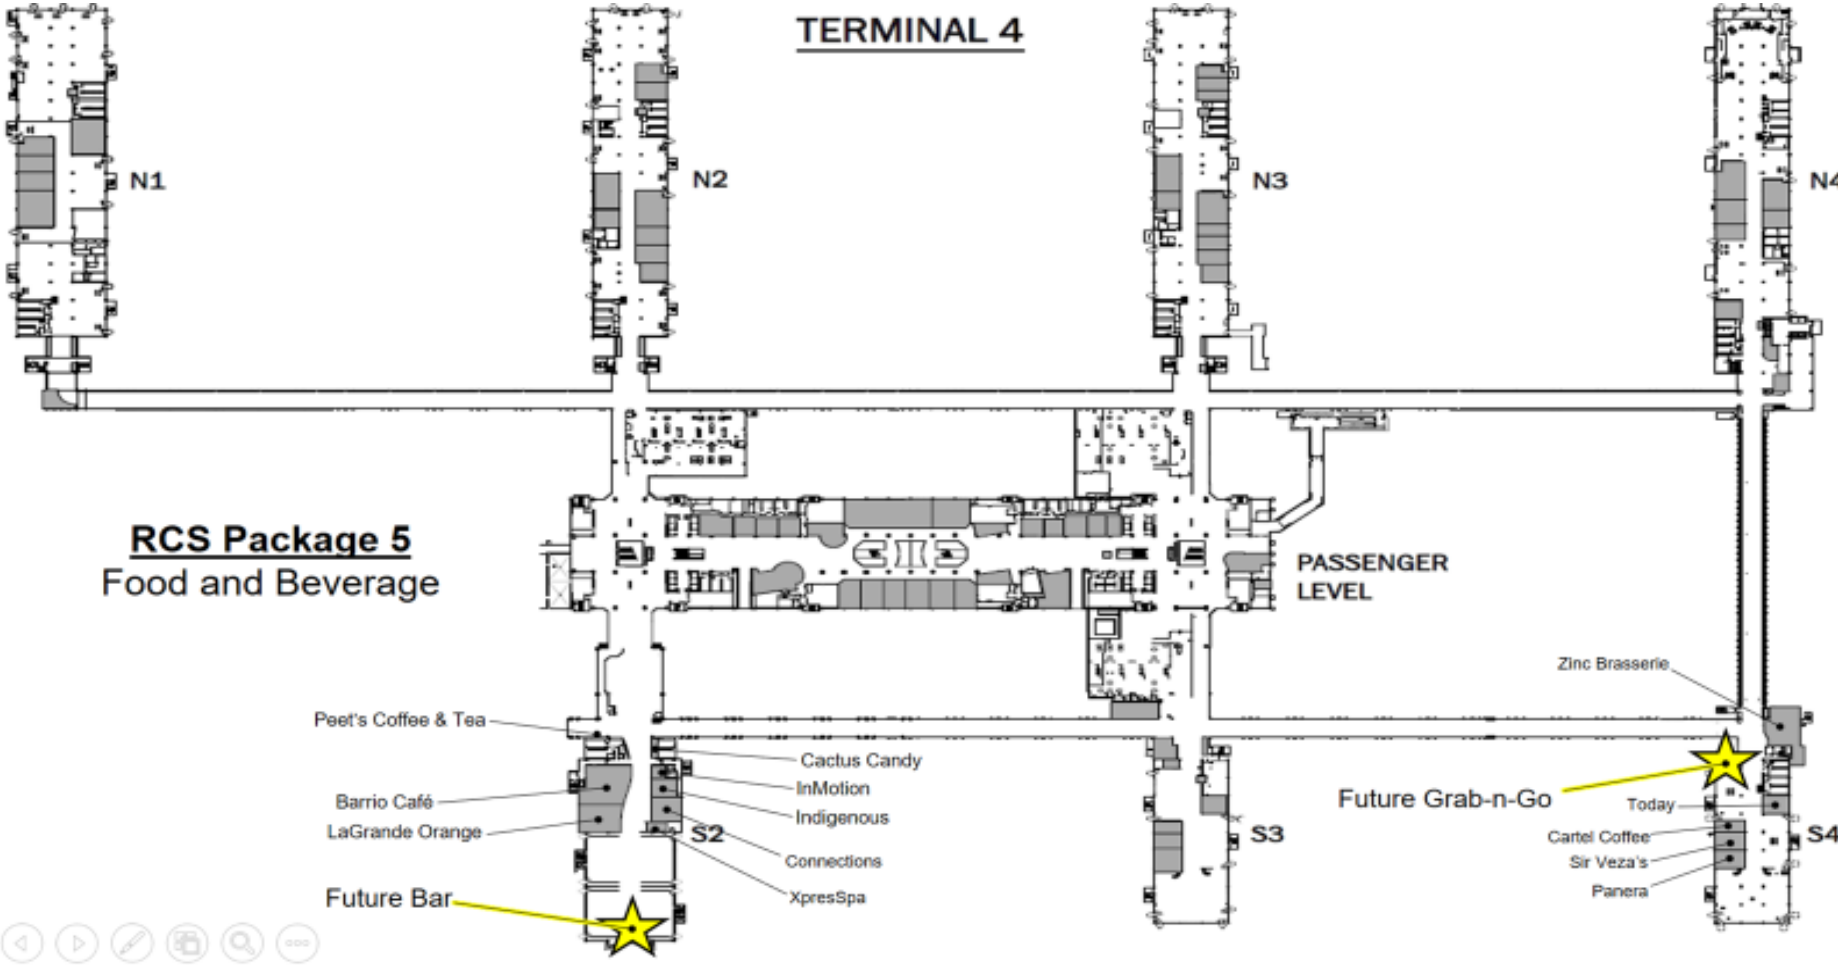 TERMINAL 4
N1
N2
N3
N4
RCS Package 5
Food and Beverage
PASSENGER
LEVEL
Zinc Brasserie
Peet's Coffee & Tea
Cactus Candy
InMotion
Barrio Café
Indigenous
LaGrande Orange
S2
Connections
XpresSpa
Future Bar
S3
Future Grab-n-Go
Today
Cartel Coffee
S4
Sir Veza's
Panera